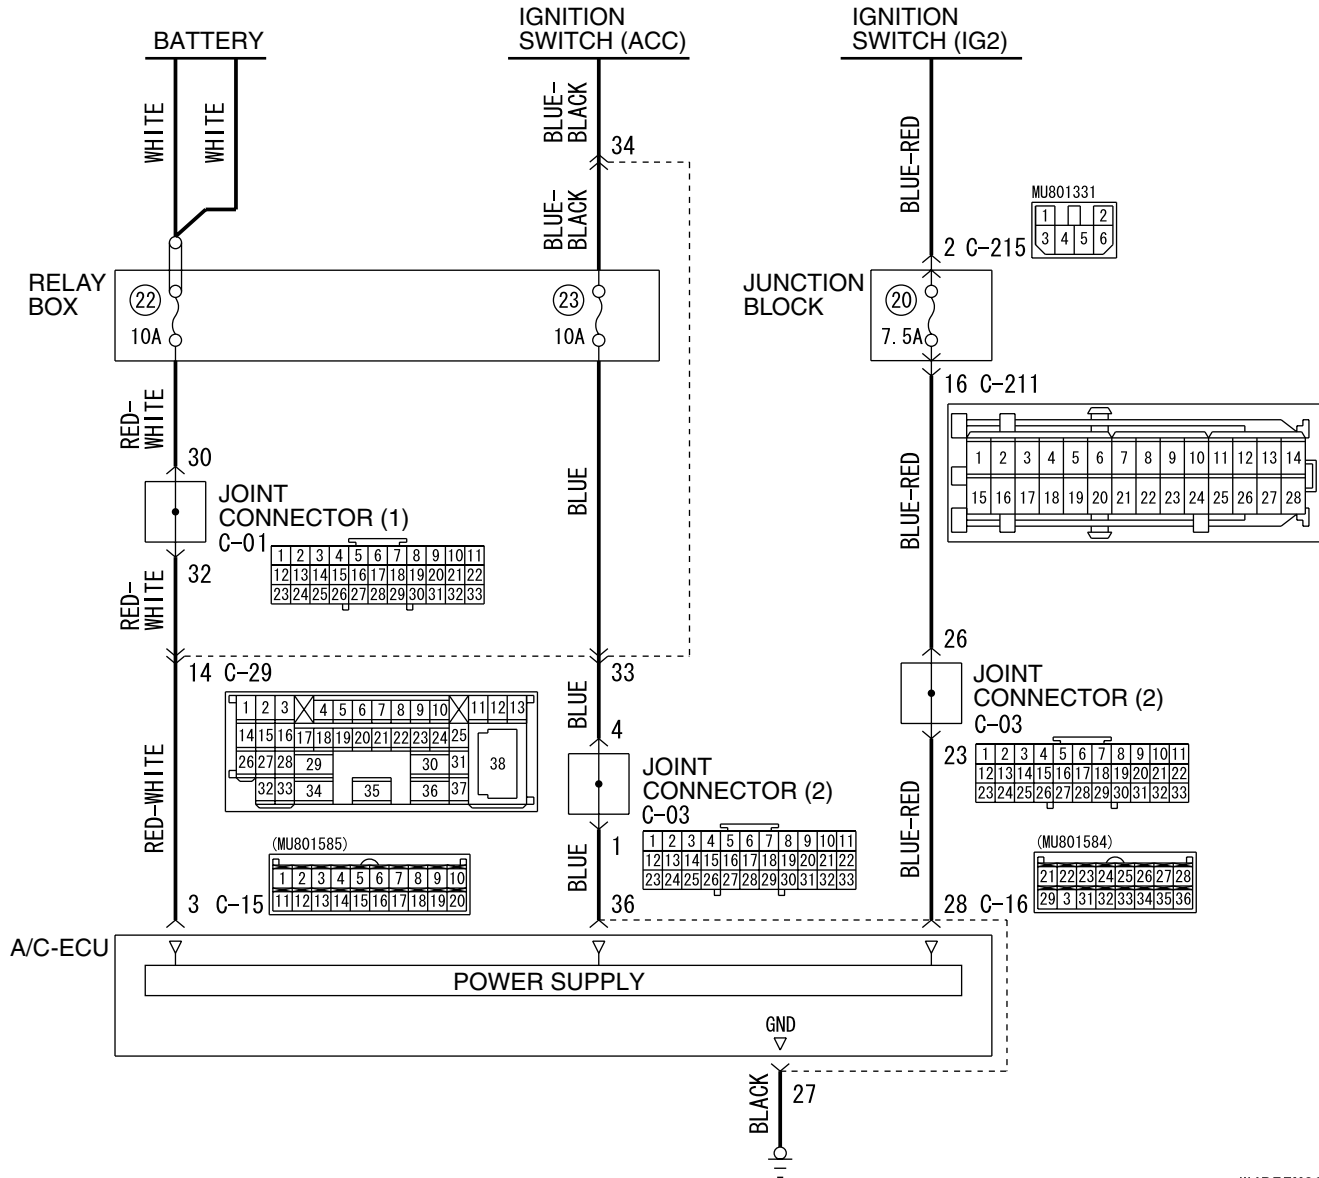 BATTERY
IGNITION
SWITCH (ACC)
IGNITION
SWITCH (IG2)
WHITE
WHITE
BLUE-
BLACK
34
BLUE-
BLACK
BLUE-RED
MU801331
1 2
3 4 5 6
2 C-215
RELAY
BOX
22
10A
23
10A
JUNCTION
BLOCK
20
7.5A
16 C-211
1 2 3 4 5 6 7 8 9 10 11 12 13 14
15 16 17 18 19 20 21 22 23 24 25 26 27 28
RED-
WHITE
30
JOINT
CONNECTOR (1)
C-01
1 2 3 4 5 6 7 8 9 10 11
12 13 14 15 16 17 18 19 20 21 22
23 24 25 26 27 28 29 30 31 32 33
32
RED-
WHITE
BLUE
BLUE-RED
14 C-29
1 2 3 4 5 6 7 8 9 10 11 12 13
14 15 16 17 18 19 20 21 22 23 24 25
26 27 28 29 30 31 38
32 33 34 35 36 37
33
BLUE
4
JOINT
CONNECTOR (2)
C-03
1 2 3 4 5 6 7 8 9 10 11
12 13 14 15 16 17 18 19 20 21 22
23 24 25 26 27 28 29 30 31 32 33
1
BLUE
36
26
JOINT
CONNECTOR (2)
C-03
23
1 2 3 4 5 6 7 8 9 10 11
12 13 14 15 16 17 18 19 20 21 22
23 24 25 26 27 28 29 30 31 32 33
BLUE-RED
RED-WHITE
(MU801585)
1 2 3 4 5 6 7 8 9 10
11 12 13 14 15 16 17 18 19 20
3 C-15
(MU801584)
21 22 23 24 25 26 27 28
29 3 31 32 33 34 35 36
28 C-16
A/C-ECU
POWER SUPPLY
GND
BLACK
27